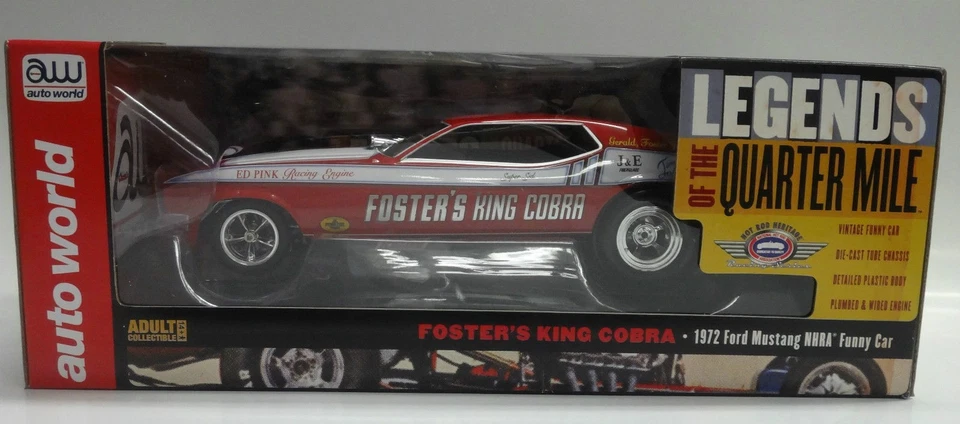 aw
auto world
auto world
LEGENDS
OF THE
QUARTER MILE
VINTAGE FUNNY CAR
DIE-CAST TUBE CHASSIS
DETAILED PLASTIC BODY
PLUMBED & WIRED ENGINE
HOT ROD HERITAGE
ED PINK Racing Engine
FOSTER'S KING COBRA
J&E
ADULT
COLLECTIBLE
FOSTER'S KING COBRA • 1972 Ford Mustang NHRA Funny Car